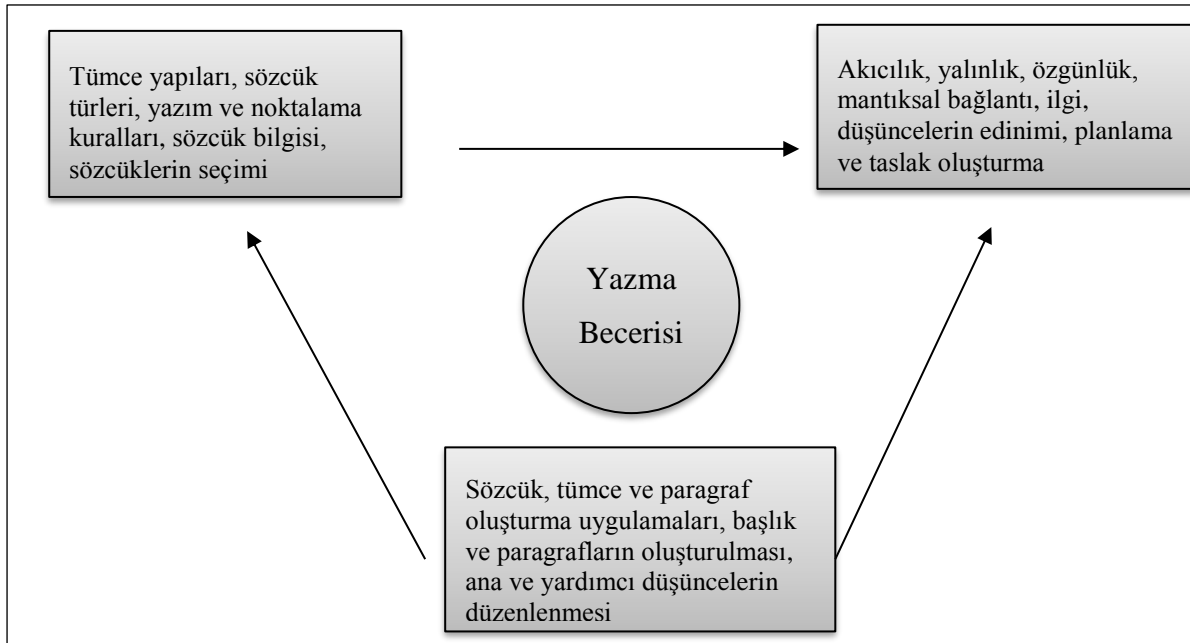 Tümce yapıları, sözcük
türleri, yazım ve noktalama
kuralları, sözcük bilgisi,
sözcüklerin seçimi
Akıcılık, yalınlık, özgünlük,
mantıksal bağlantı, ilgi,
düşüncelerin edinimi, planlama
ve taslak oluşturma
Yazma
Becerisi
Sözcük, tümce ve paragraf
oluşturma uygulamaları, başlık
ve paragrafların oluşturulması,
ana ve yardımcı düşüncelerin
düzenlenmesi